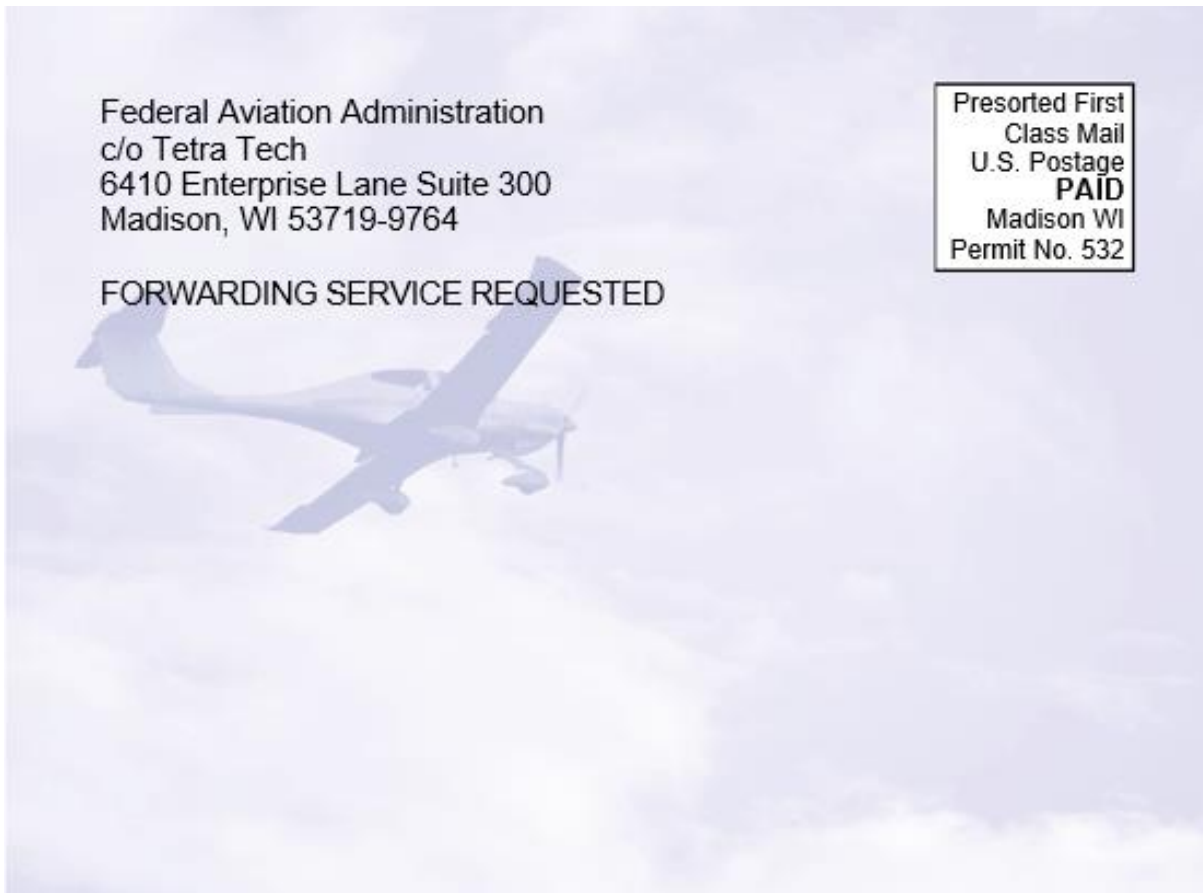 Federal Aviation Administration
c/o Tetra Tech
6410 Enterprise Lane Suite 300
Madison, WI 53719-9764
FORWARDING SERVICE REQUESTED
Presorted First
Class Mail
U.S. Postage
PAID
Madison WI
Permit No. 532